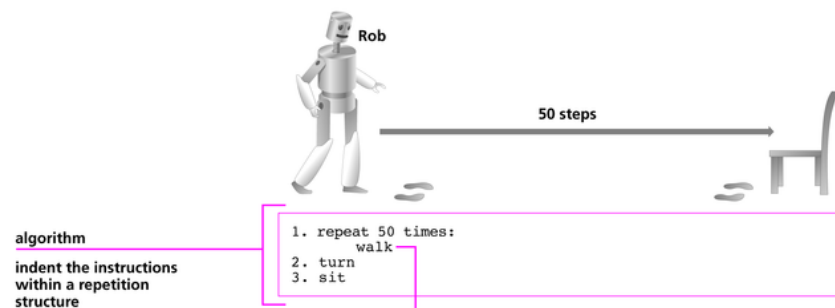 Rob
50 steps
algorithm
indent the instructions
within a repetition
structure
1. repeat 50 times:
walk
2. turn
3. sit